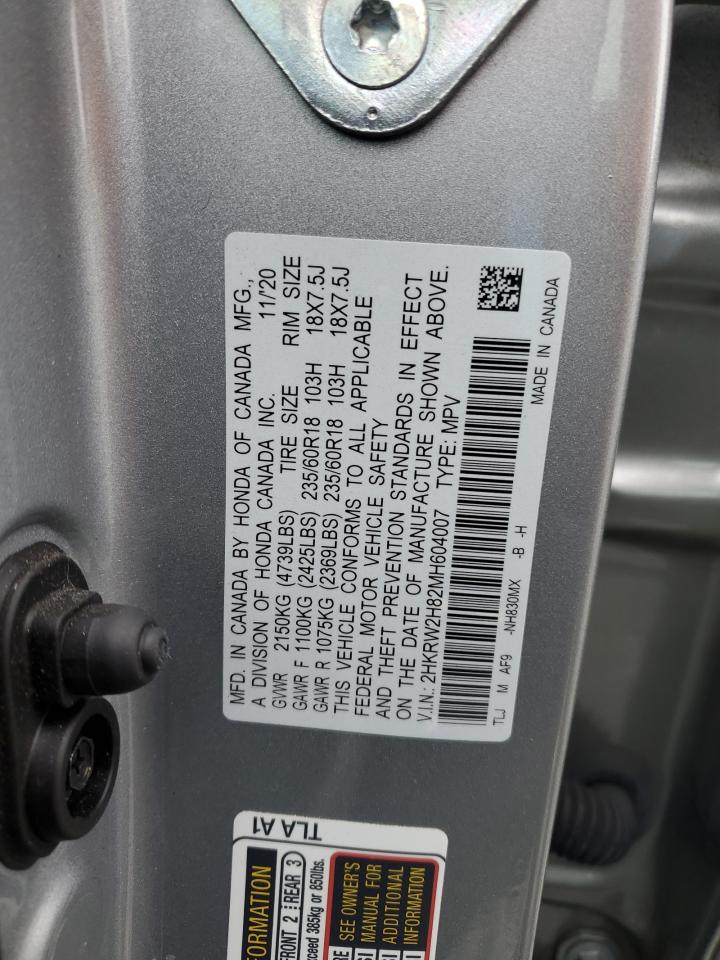 MFD. IN CANADA BY HONDA OF CANADA MFG.,
A DIVISION OF HONDA CANADA INC. 11/'20
GVWR 2150KG (4739LBS) TIRE SIZE RIM SIZE
GAWR F 1100KG (2425LBS) 235/60R18 103H 18X7.5J
GAWR R 1075KG (2369LBS) 235/60R18 103H 18X7.5J
THIS VEHICLE CONFORMS TO ALL APPLICABLE
FEDERAL MOTOR VEHICLE SAFETY
AND THEFT PREVENTION STANDARDS IN EFFECT
ON THE DATE OF MANUFACTURE SHOWN ABOVE.
V.I.N.: 2HKRW2H82MH604007 TYPE: MPV
TLJ M AF9 -NH830MX -B -H
MADE IN CANADA
TLA A1
FRONT 2 REAR 3
850lbs.
385kg or
SEE OWNER'S
MANUAL FOR
ADDITIONAL
INFORMATION